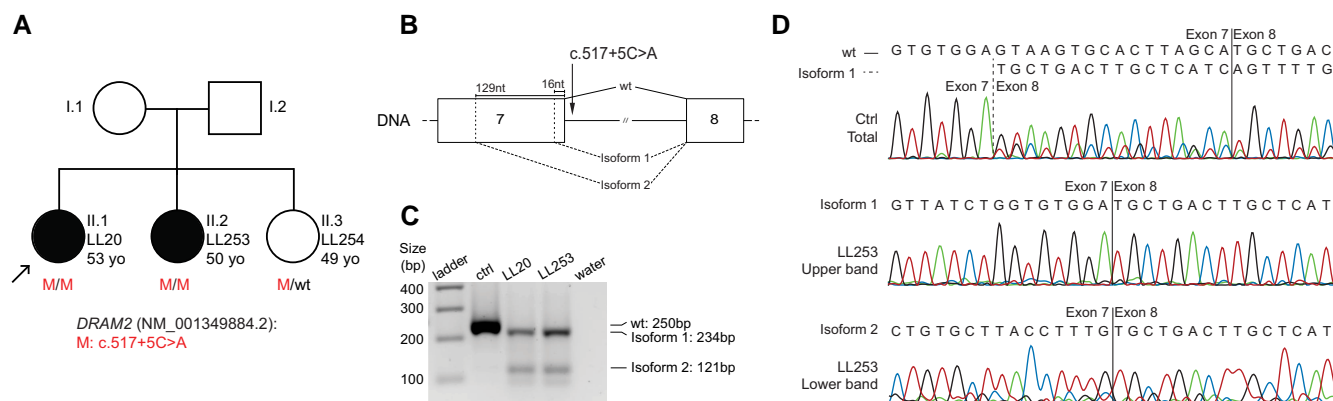 A
I.1
I.2
II.1
LL20
53 yo
II.2
LL253
50 yo
II.3
LL254
49 yo
M/M
M/M
M/wt
DRAM2 (NM_001349884.2):
M: c.517+5C>A
B
c.517+5C>A
129nt
16nt
wt
DNA
7
//
8
Isoform 1
Isoform 2
C
Size
(bp)
ladder
ctrl
LL20
LL253
water
400
300
200
100
wt: 250bp
Isoform 1: 234bp
Isoform 2: 121bp
D
Exon 7 Exon 8
wt
GTGTGGAGTAAGTGCACTTAGCATGCTGAC
Isoform 1
TGCTGACTTGCTCATCAGTTTTG
Exon 7 Exon 8
Ctrl
Total
Exon 7 Exon 8
Isoform 1
GTTATCTGGTGTGGATGCTGACTTGCTCAT
LL253
Upper band
Exon 7 Exon 8
Isoform 2
CTGTGCTTACCTTTGTGCTGACTTGCTCAT
LL253
Lower band